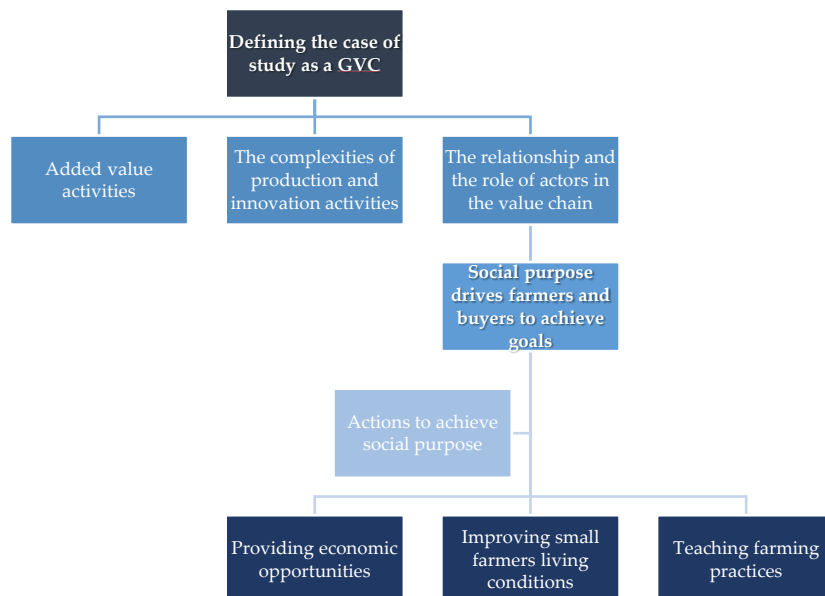 Defining the case of
study as a GVC
Added value
activities
The complexities of
production and
innovation activities
The relationship and
the role of actors in
the value chain
Social purpose
drives farmers and
buyers to achieve
goals
Actions to achieve
social purpose
Providing economic
opportunities
Improving small
farmers living
conditions
Teaching farming
practices